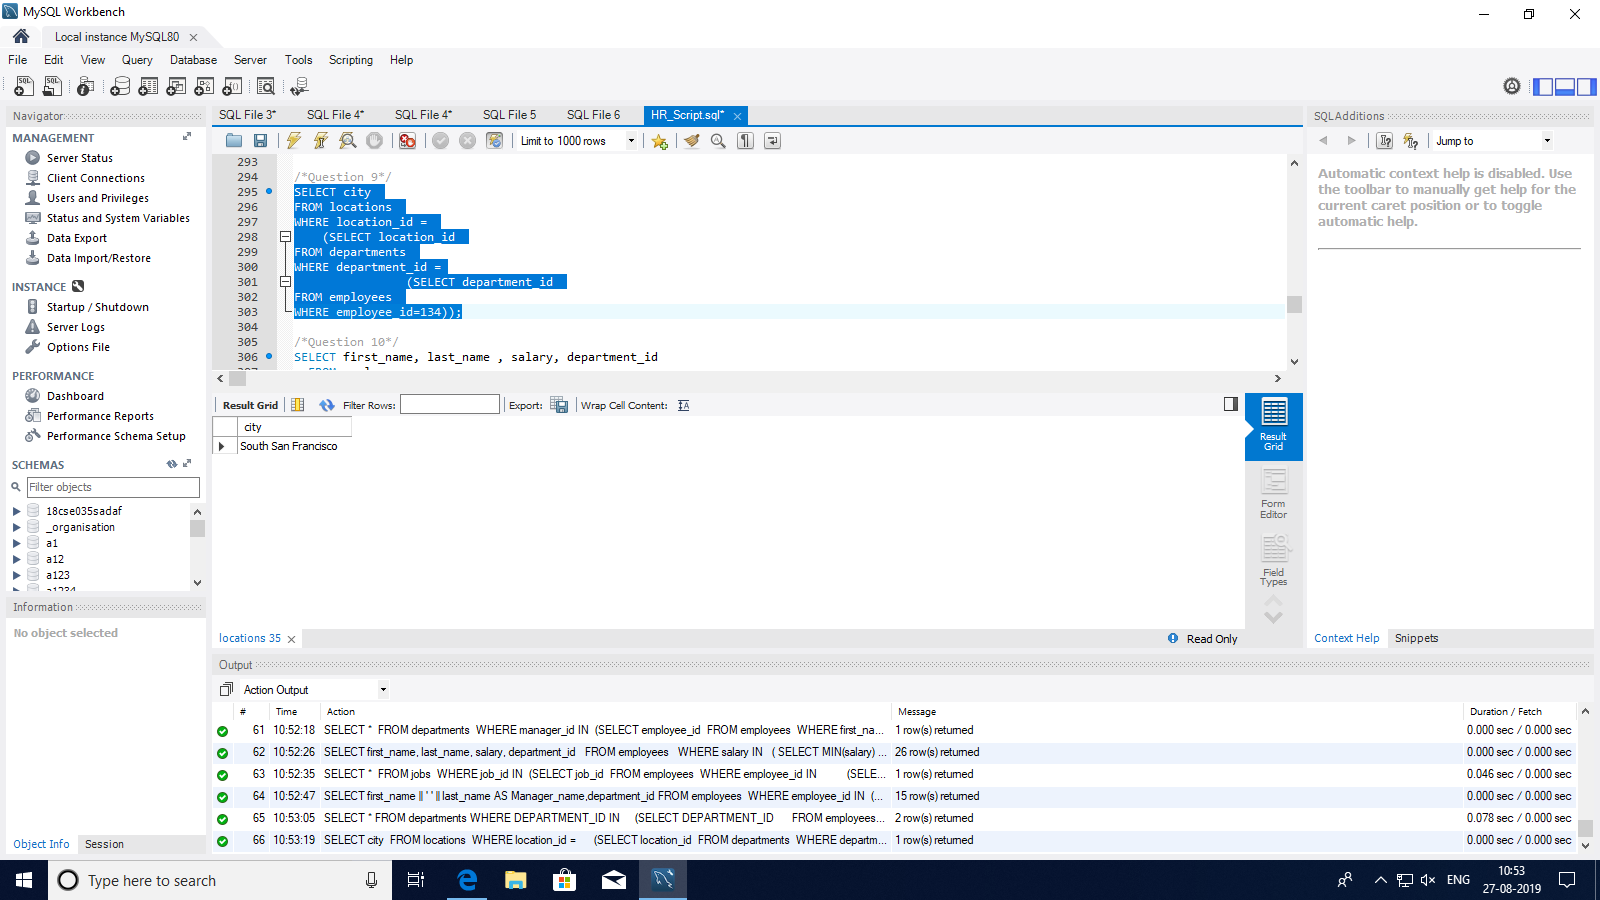 MySQL Workbench
Local instance MySQL80
File Edit View Query Database Server Tools Scripting Help
Navigator
MANAGEMENT
Server Status
Client Connections
Users and Privileges
Status and System Variables
Data Export
Data Import/Restore
INSTANCE
Startup / Shutdown
Server Logs
Options File
PERFORMANCE
Dashboard
Performance Reports
Performance Schema Setup
SCHEMAS
Filter objects
18cse035sadaf
_organisation
a1
a12
a123
a1234
Information
No object selected
Object Info Session
SQL File 3* SQL File 4* SQL File 4* SQL File 5 SQL File 6 HR_Script.sql*
Limit to 1000 rows
293
294 /*Question 9*/
295 SELECT city
296 FROM locations
297 WHERE location_id =
298 (SELECT location_id
299 FROM departments
300 WHERE department_id =
301 (SELECT department_id
302 FROM employees
303 WHERE employee_id=134));
304
305 /*Question 10*/
306 SELECT first_name, last_name , salary, department_id
Result Grid Filter Rows: Export: Wrap Cell Content:
city
South San Francisco
Result Grid
Form Editor
Field Types
locations 35
Read Only
SQLAdditions
Jump to
Automatic context help is disabled. Use
the toolbar to manually get help for the
current caret position or to toggle
automatic help.
Context Help Snippets
Output
Action Output
# Time Action Message Duration / Fetch
61 10:52:18 SELECT * FROM departments WHERE manager_id IN (SELECT employee_id FROM employees WHERE first_na... 1 row(s) returned 0.000 sec / 0.000 sec
62 10:52:26 SELECT first_name, last_name, salary, department_id FROM employees WHERE salary IN ( SELECT MIN(salary) ... 26 row(s) returned 0.000 sec / 0.000 sec
63 10:52:35 SELECT * FROM jobs WHERE job_id IN (SELECT job_id FROM employees WHERE employee_id IN (SELE... 1 row(s) returned 0.046 sec / 0.000 sec
64 10:52:47 SELECT first_name || ' ' || last_name AS Manager_name,department_id FROM employees WHERE employee_id IN (... 15 row(s) returned 0.000 sec / 0.000 sec
65 10:53:05 SELECT * FROM departments WHERE DEPARTMENT_ID IN (SELECT DEPARTMENT_ID FROM employees... 2 row(s) returned 0.078 sec / 0.000 sec
66 10:53:19 SELECT city FROM locations WHERE location_id = (SELECT location_id FROM departments WHERE departm... 1 row(s) returned 0.000 sec / 0.000 sec
Type here to search
ENG
10:53
27-08-2019